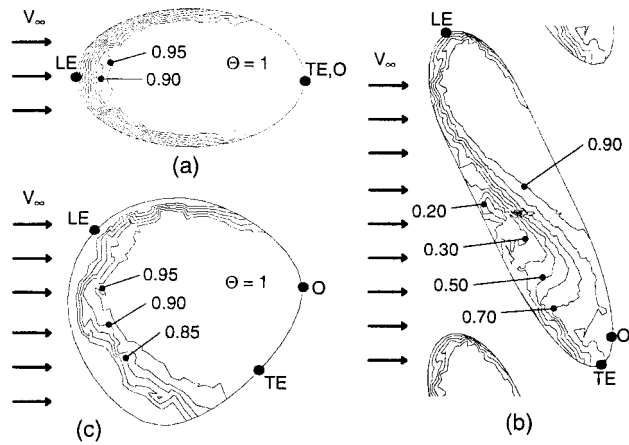 V∞
LE
0.95
0.90
Θ = 1
TE,O
(a)
V∞
LE
0.95
0.90
0.85
Θ = 1
O
TE
(c)
LE
V∞
0.90
0.20
0.30
0.50
0.70
O
TE
(b)